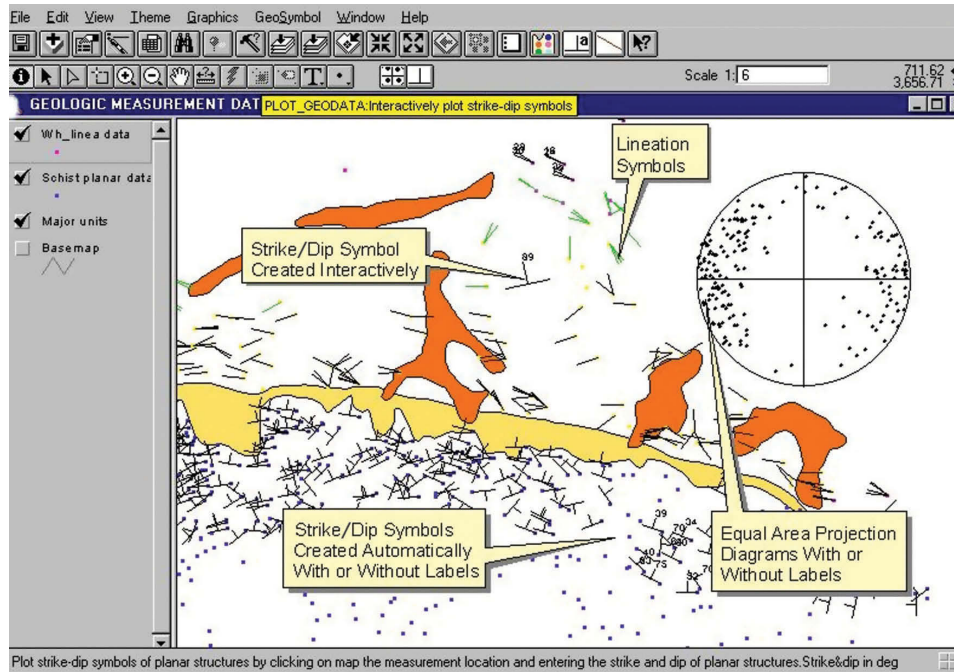 File Edit View Theme Graphics GeoSymbol Window Help
Scale 1: 6
711.62
3,656.71
GEOLOGIC MEASUREMENT DAT
PLOT_GEODATA:Interactively plot strike-dip symbols
Wh_linea data
Schist planar data
Major units
Basemap
Lineation
Symbols
Strike/Dip Symbol
Created Interactively
89
Strike/Dip Symbols
Created Automatically
With or Without Labels
39
70
40
75
Equal Area Projection
Diagrams With or
Without Labels
Plot strike-dip symbols of planar structures by clicking on map the measurement location and entering the strike and dip of planar structures.Strike&dip in deg